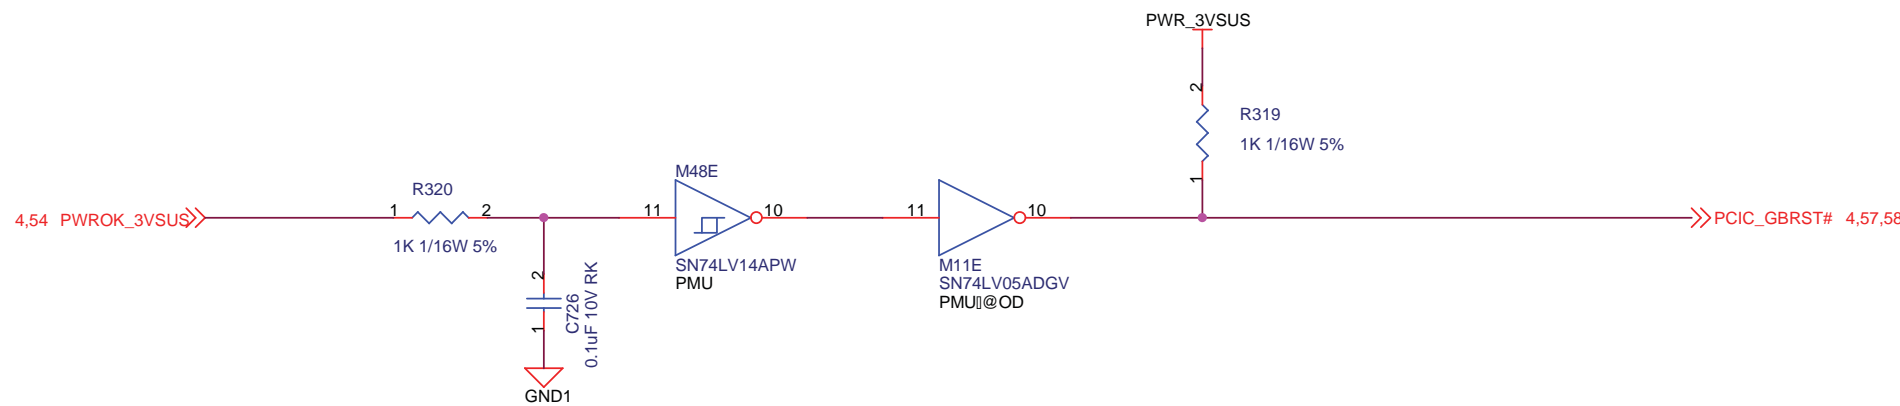 PWR_3VSUS
2
R319
1K 1/16W 5%
1
4,54 PWROK_3VSUS
1
R320
2
1K 1/16W 5%
2
C726
0.1uF 10V RK
1
GND1
M48E
11
10
SN74LV14APW
PMU
11
10
M11E
SN74LV05ADGV
PMU▯@OD
PCIC_GBRST# 4,57,58